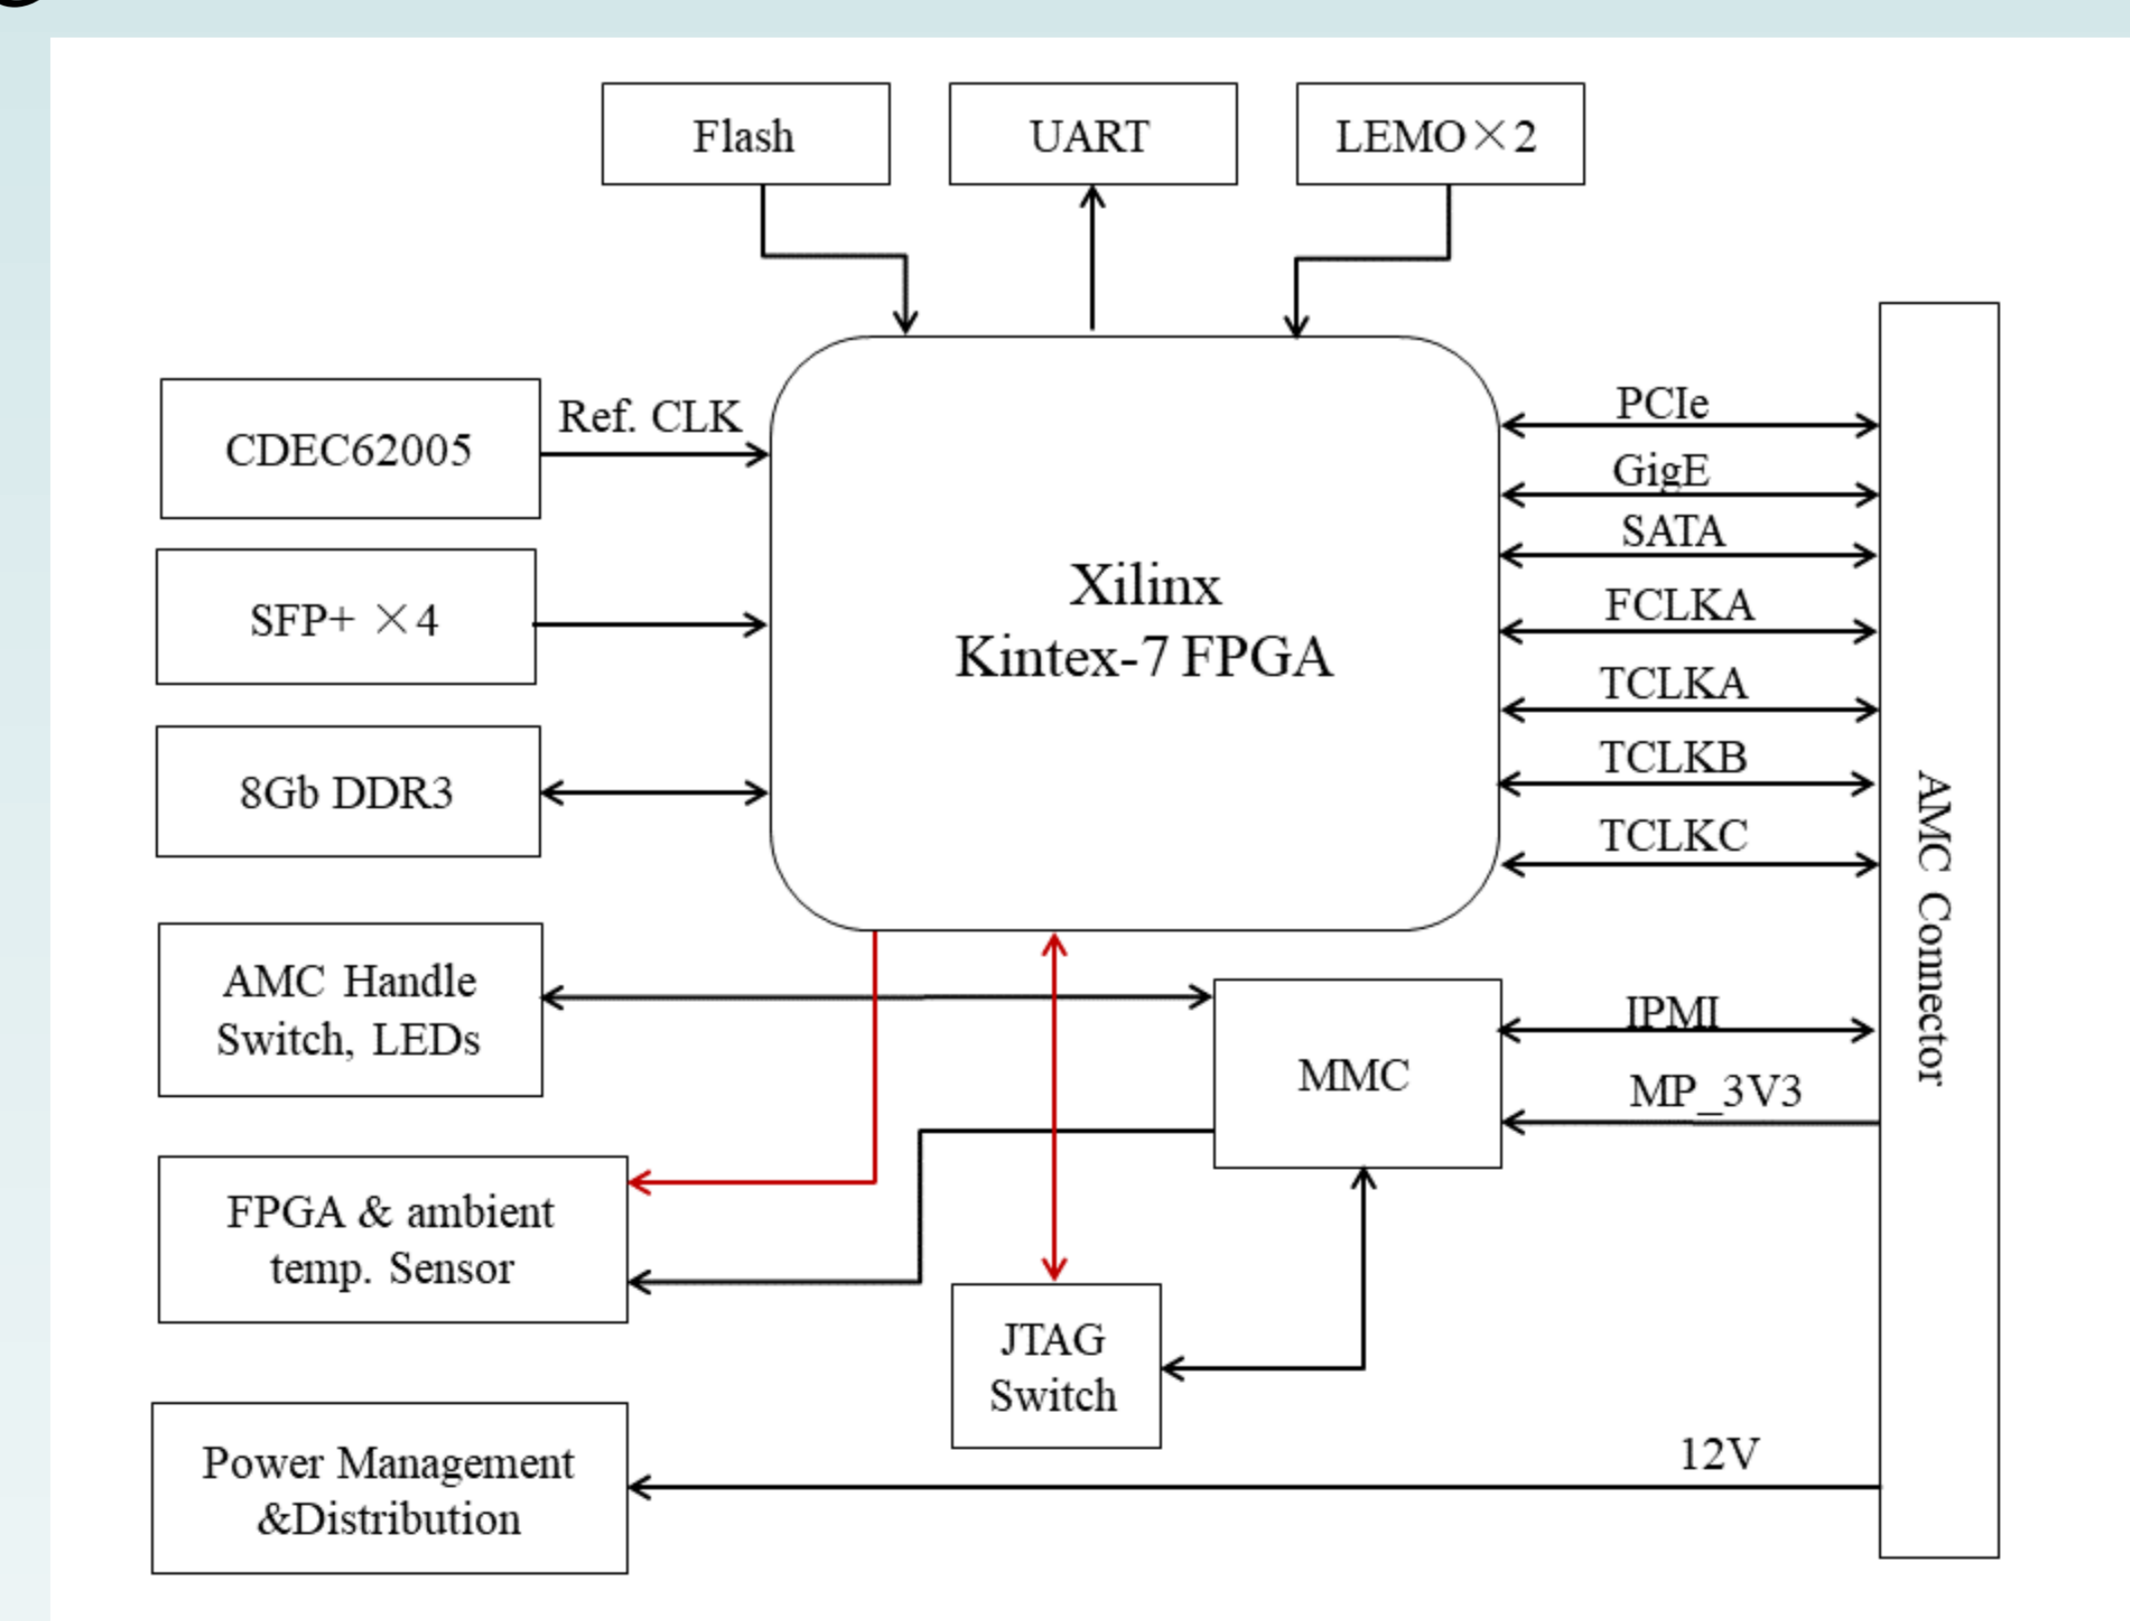 Flash
UART
LEMO×2
CDEC62005
Ref. CLK
SFP+ ×4
8Gb DDR3
Xilinx
Kintex-7 FPGA
PCIe
GigE
SATA
FCLKA
TCLKA
TCLKB
TCLKC
AMC Connector
AMC Handle
Switch, LEDs
MMC
IPMI
MP_3V3
FPGA & ambient
temp. Sensor
JTAG
Switch
Power Management
&Distribution
12V